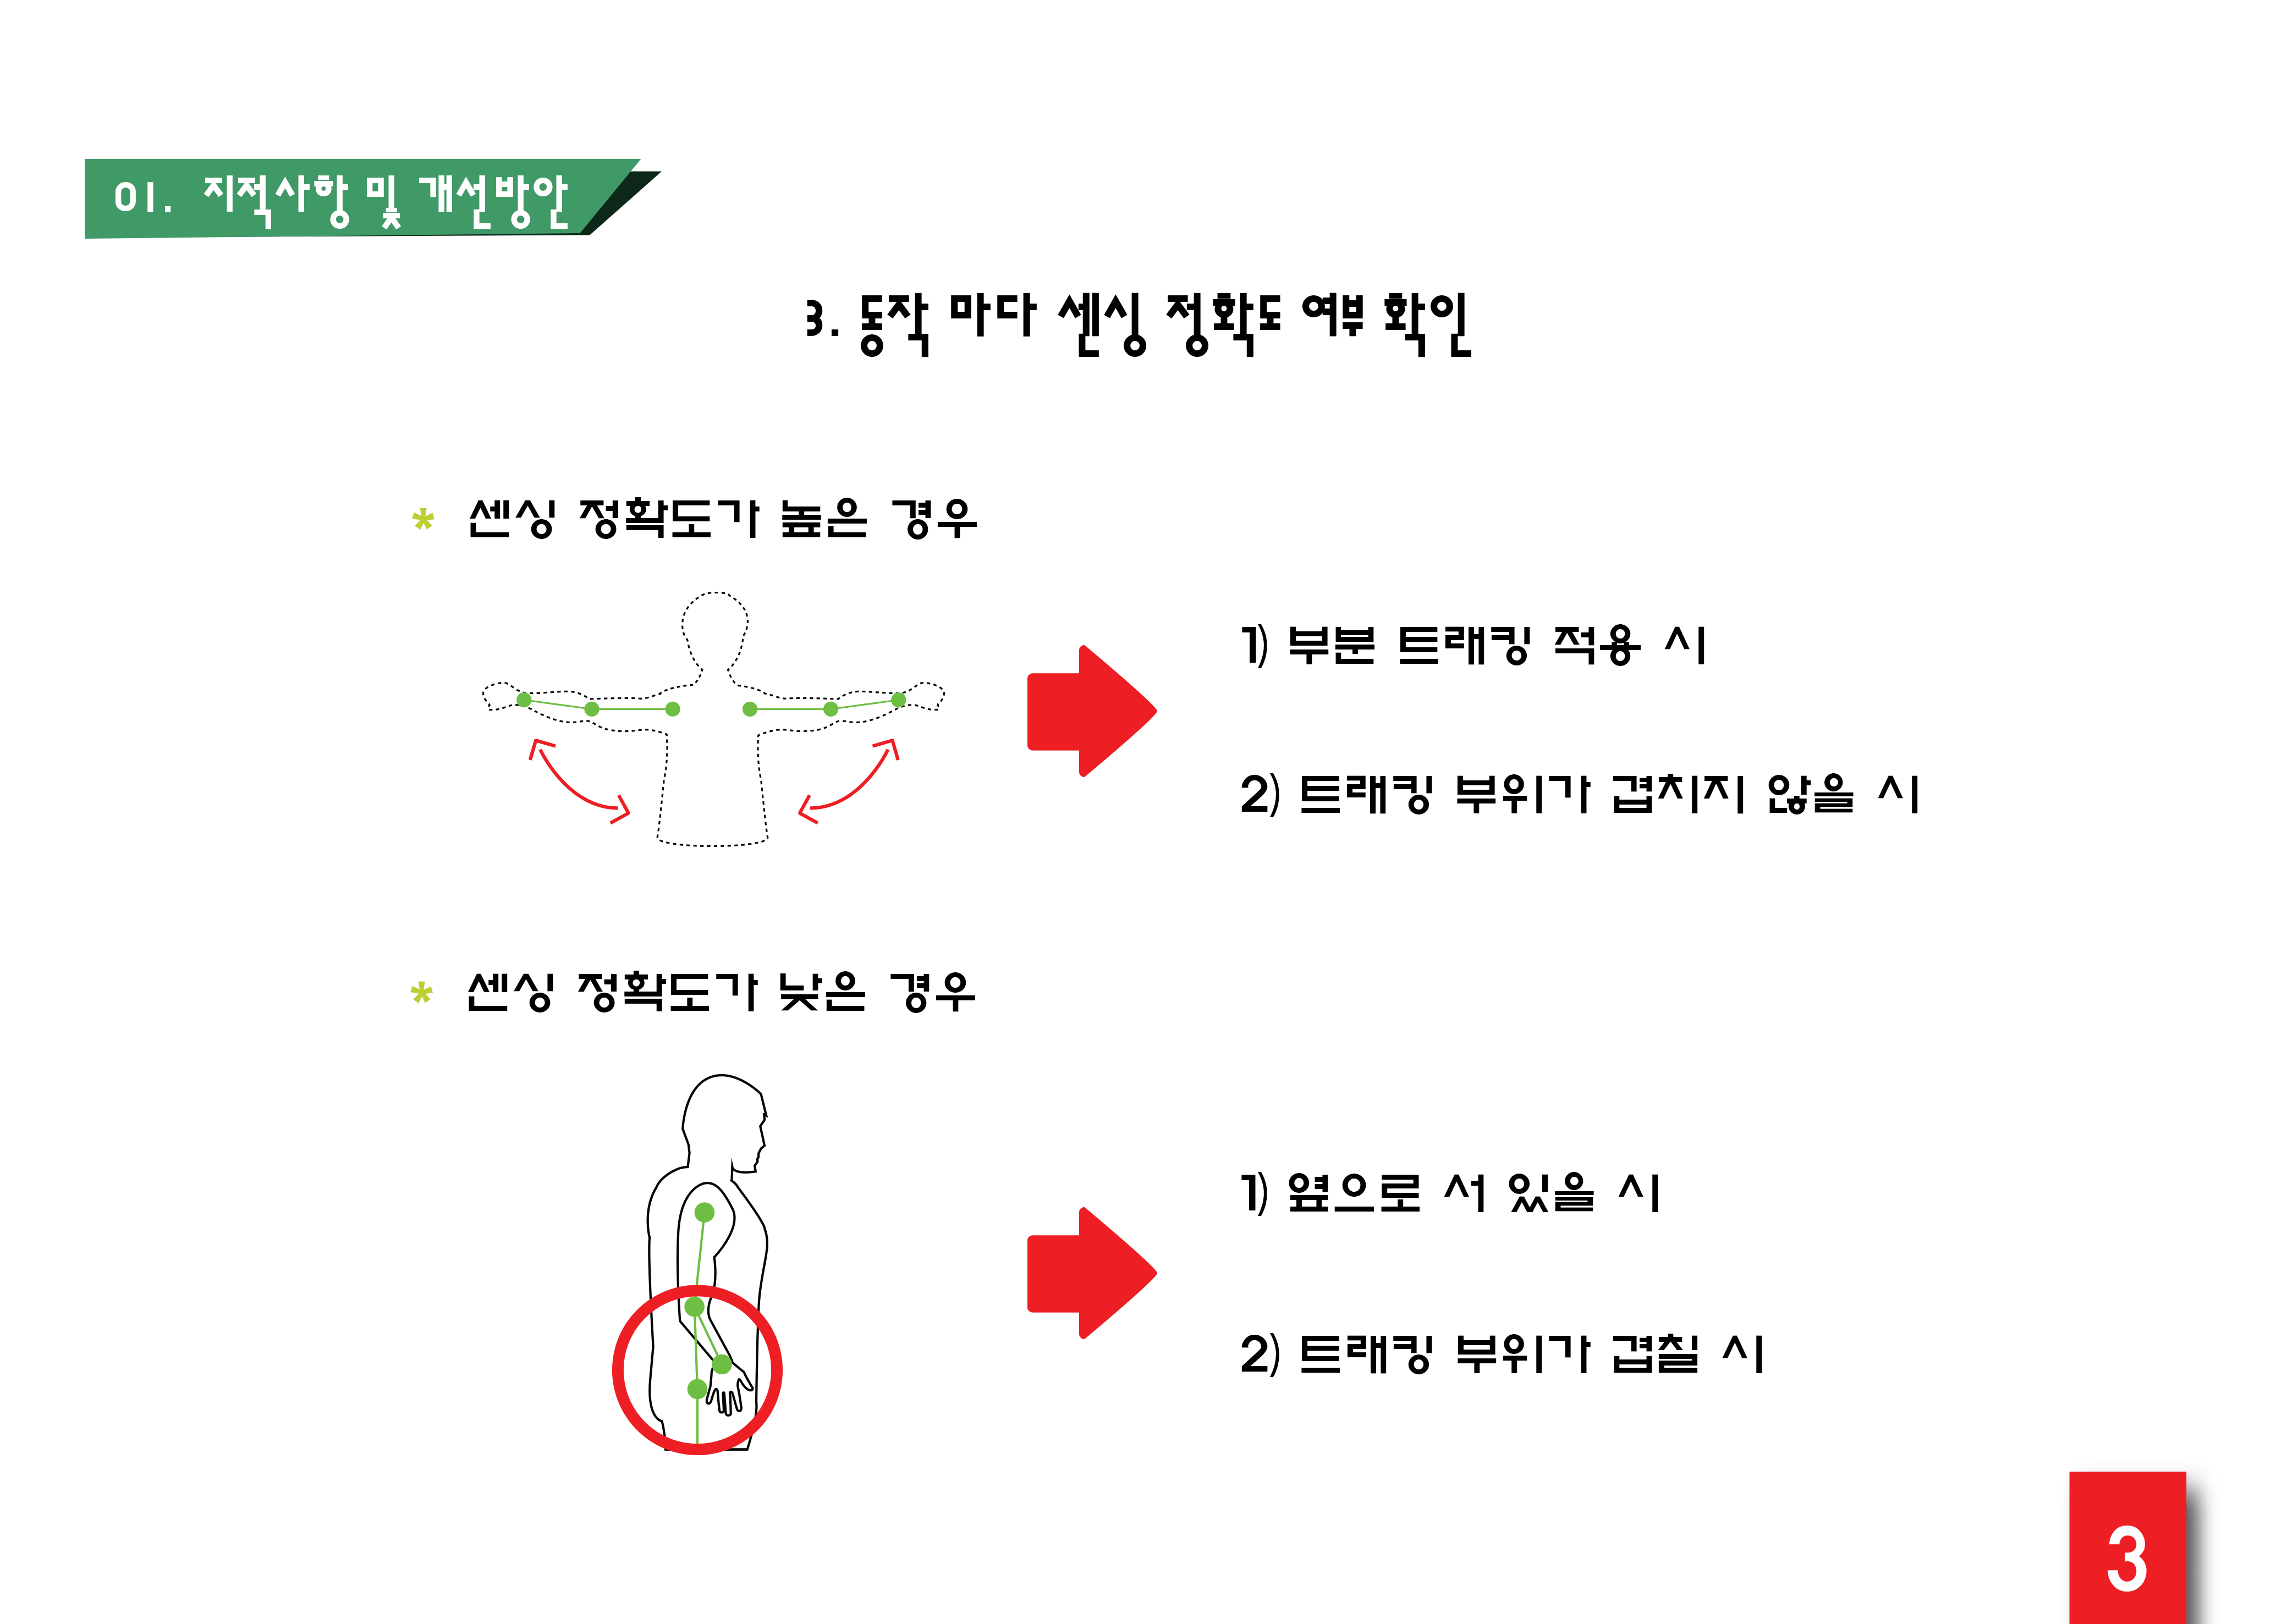 01. 지적사항 및 개선방안
3. 동작 마다 센싱 정확도 여부 확인
* 센싱 정확도가 높은 경우
1) 부분 트래킹 적용 시
2) 트래킹 부위가 겹치지 않을 시
* 센싱 정확도가 낮은 경우
1) 옆으로 서 있을 시
2) 트래킹 부위가 겹칠 시
3